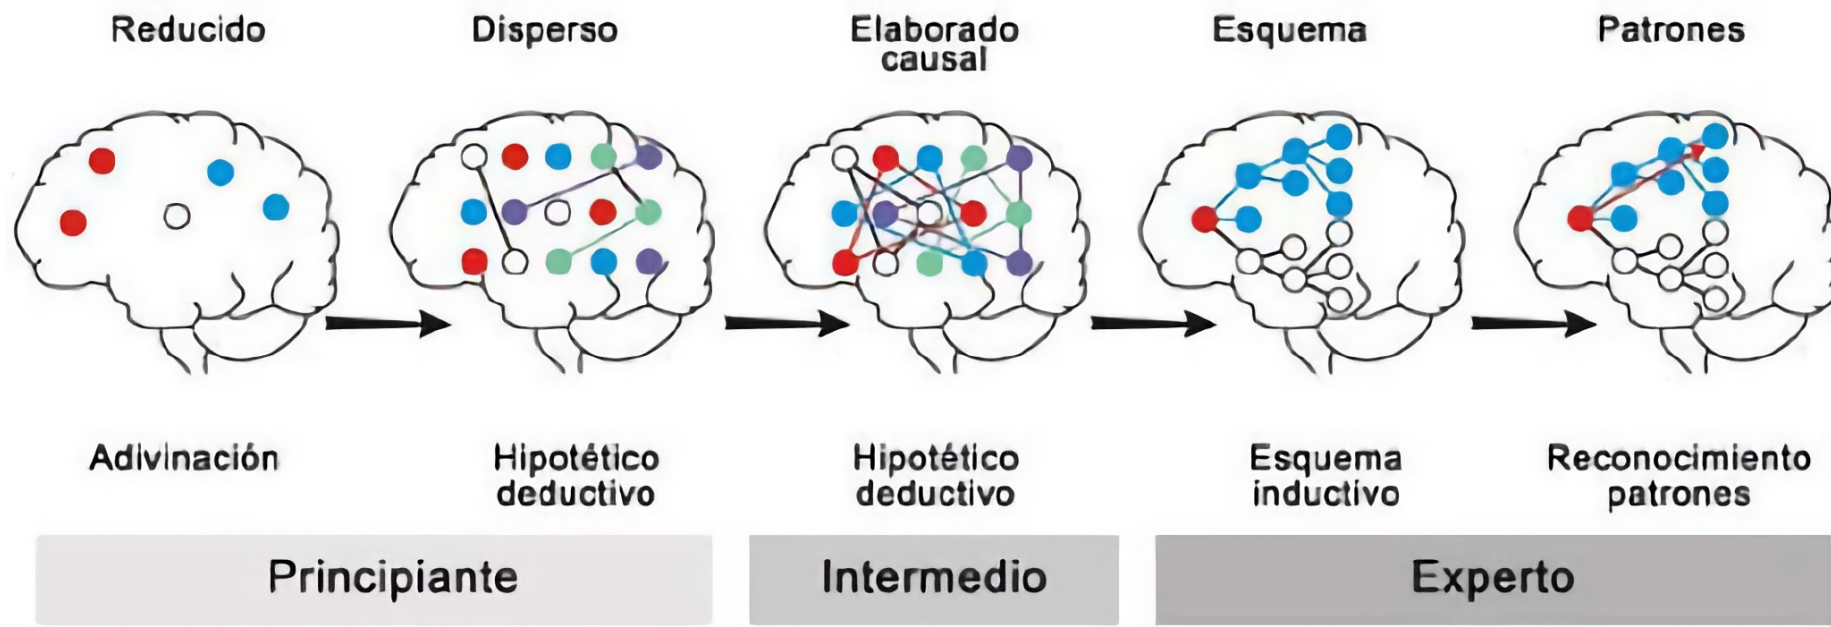 Reducido
Disperso
Elaborado
causal
Esquema
Patrones
Adivinación
Hipotético
deductivo
Hipotético
deductivo
Esquema
inductivo
Reconocimiento
patrones
Principiante
Intermedio
Experto